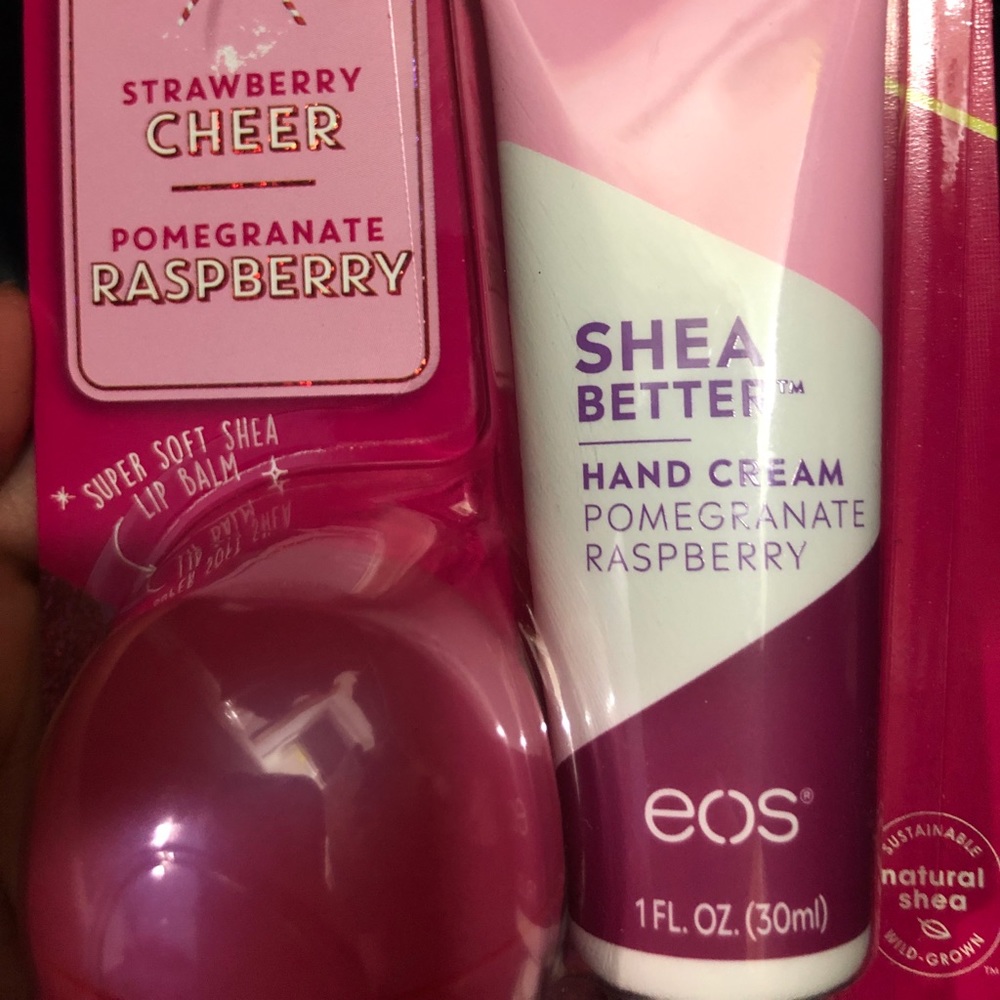 STRAWBERRY
CHEER
POMEGRANATE
RASPBERRY
* SUPER SOFT SHEA
LIP BALM
SHEA
BETTER™
HAND CREAM
POMEGRANATE
RASPBERRY
eos®
1 FL. OZ. (30ml)
SUSTAINABLE
natural
shea
WILD-GROWN
™